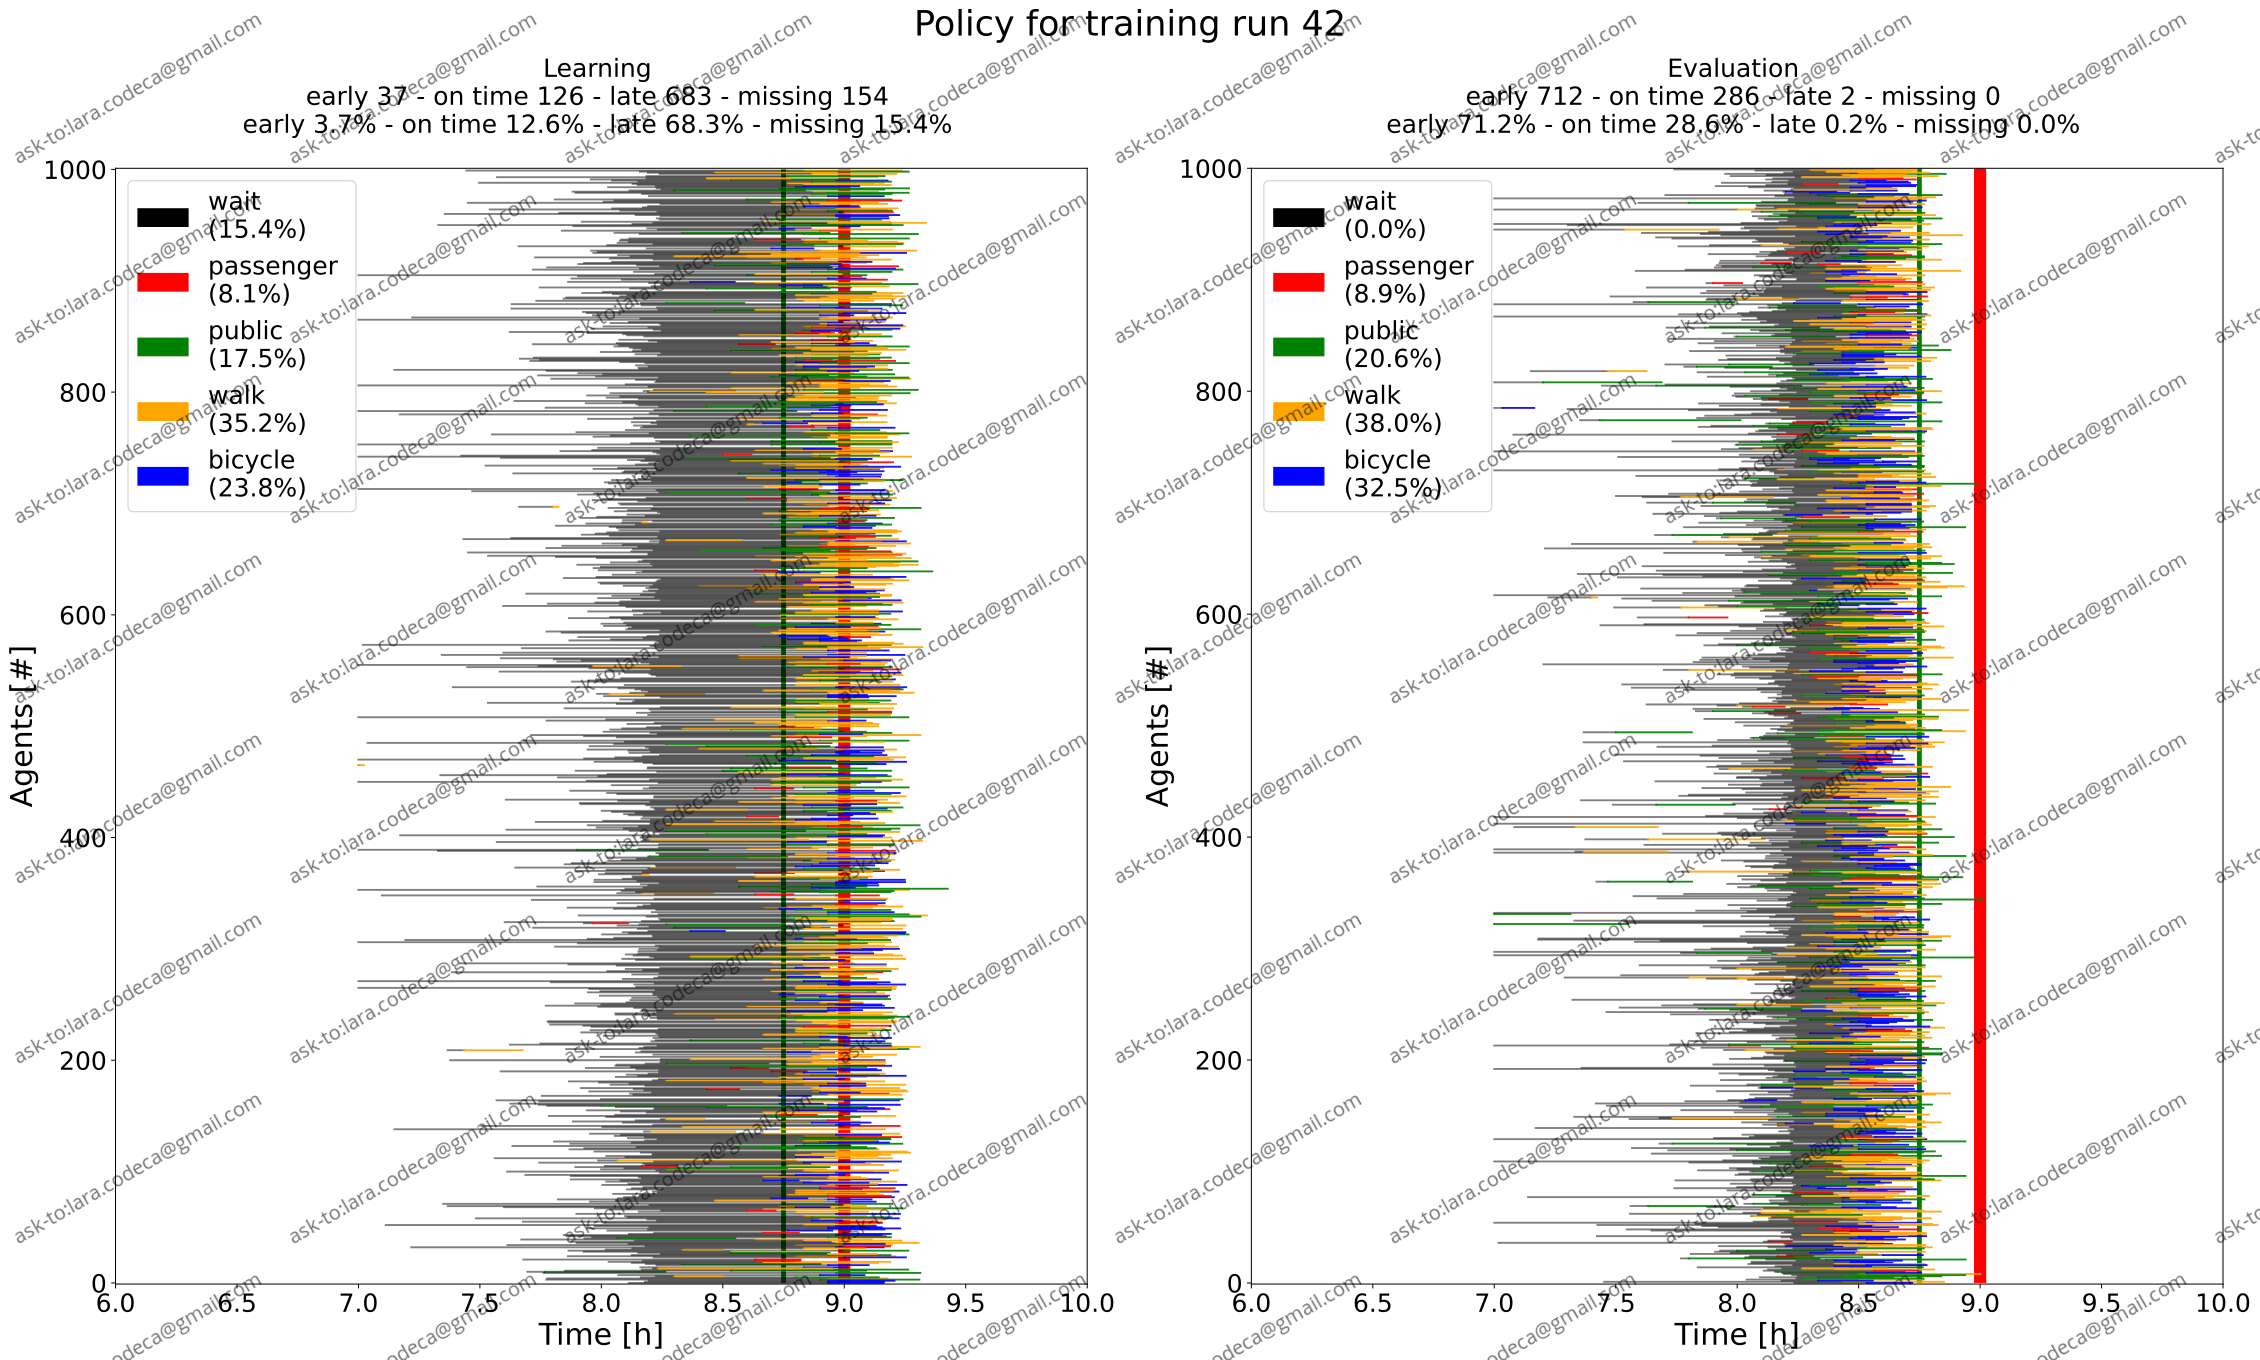 Policy for training run 42
Learning
early 37 - on time 126 - late 683 - missing 154
early 3.7% - on time 12.6% - late 68.3% - missing 15.4%
1000
800
600
400
200
0
Agents [#]
wait
(15.4%)
passenger
(8.1%)
public
(17.5%)
walk
(35.2%)
bicycle
(23.8%)
6.0 6.5 7.0 7.5 8.0 8.5 9.0 9.5 10.0
Time [h]
Evaluation
early 712 - on time 286 - late 2 - missing 0
early 71.2% - on time 28.6% - late 0.2% - missing 0.0%
1000
800
600
400
200
0
Agents [#]
wait
(0.0%)
passenger
(8.9%)
public
(20.6%)
walk
(38.0%)
bicycle
(32.5%)
6.0 6.5 7.0 7.5 8.0 8.5 9.0 9.5 10.0
Time [h]
ask-to:lara.codeca@gmail.com